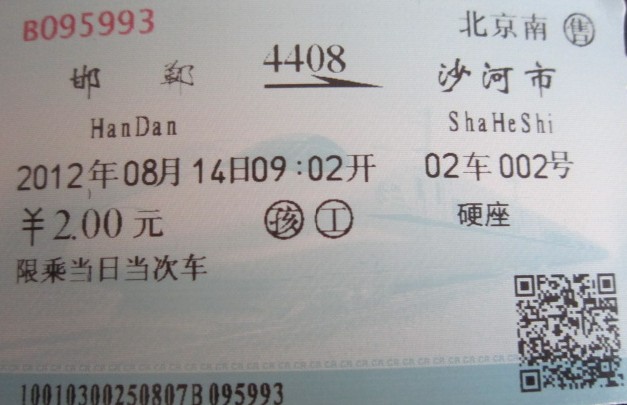 B095993
北京南 售
邯郸 4408 沙河市
HanDan ShaHeShi
2012年08月14日09:02开 02车002号
￥2.00元 孩 工 硬座
限乘当日当次车
10010300250807B095993